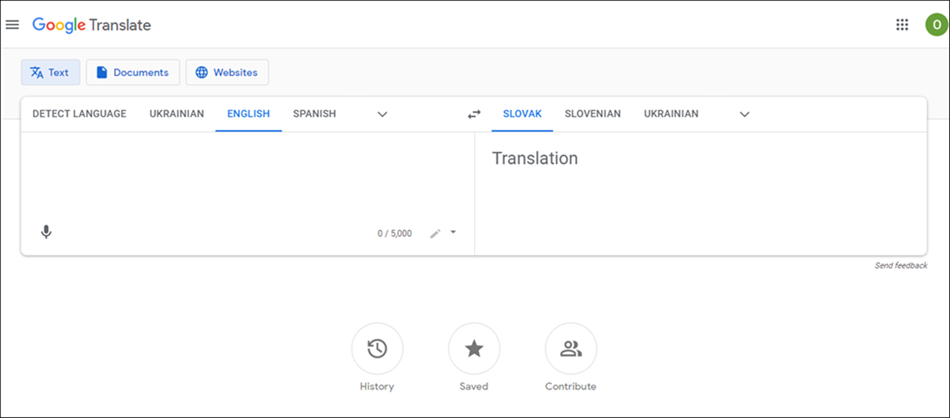 Google Translate
O
Text Documents Websites
DETECT LANGUAGE UKRAINIAN ENGLISH SPANISH SLOVAK SLOVENIAN UKRAINIAN
Translation
0 / 5,000
Send feedback
History Saved Contribute